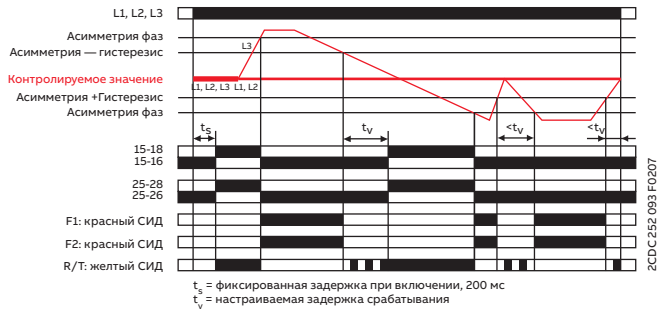 L1, L2, L3
Асимметрия фаз
L3
Асимметрия — гистерезис
Контролируемое значение
L1, L2, L3 L1, L2
Асимметрия +Гистерезис
Асимметрия фаз
ts tv <tv <tv
15-18
15-16
25-28
25-26
F1: красный СИД
F2: красный СИД
R/T: желтый СИД
ts = фиксированная задержка при включении, 200 мс
tv = настраиваемая задержка срабатывания
2CDC 252 093 F0207